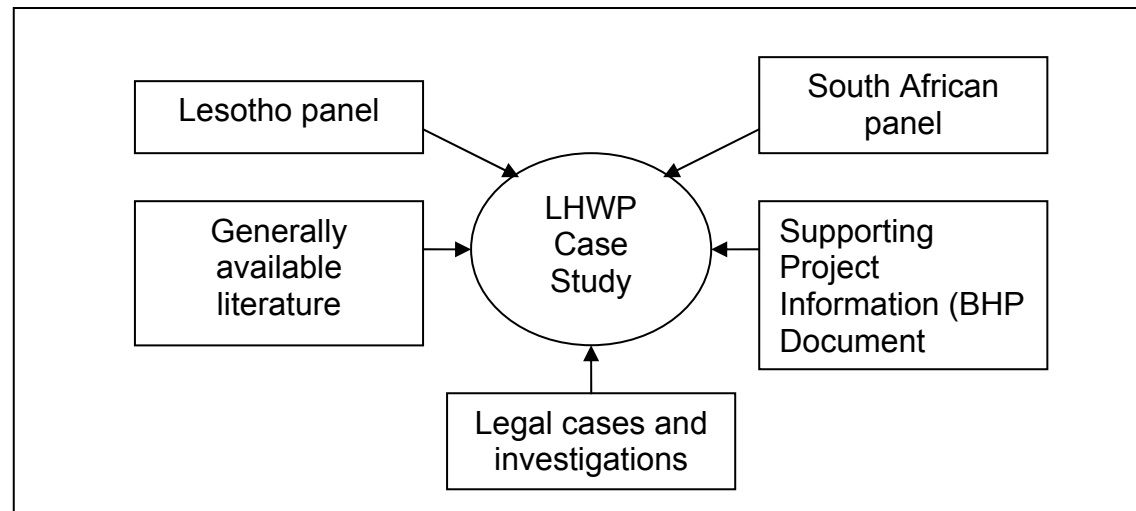 Lesotho panel
South African
panel
LHWP
Case
Study
Generally
available
literature
Supporting
Project
Information (BHP
Document
Legal cases and
investigations